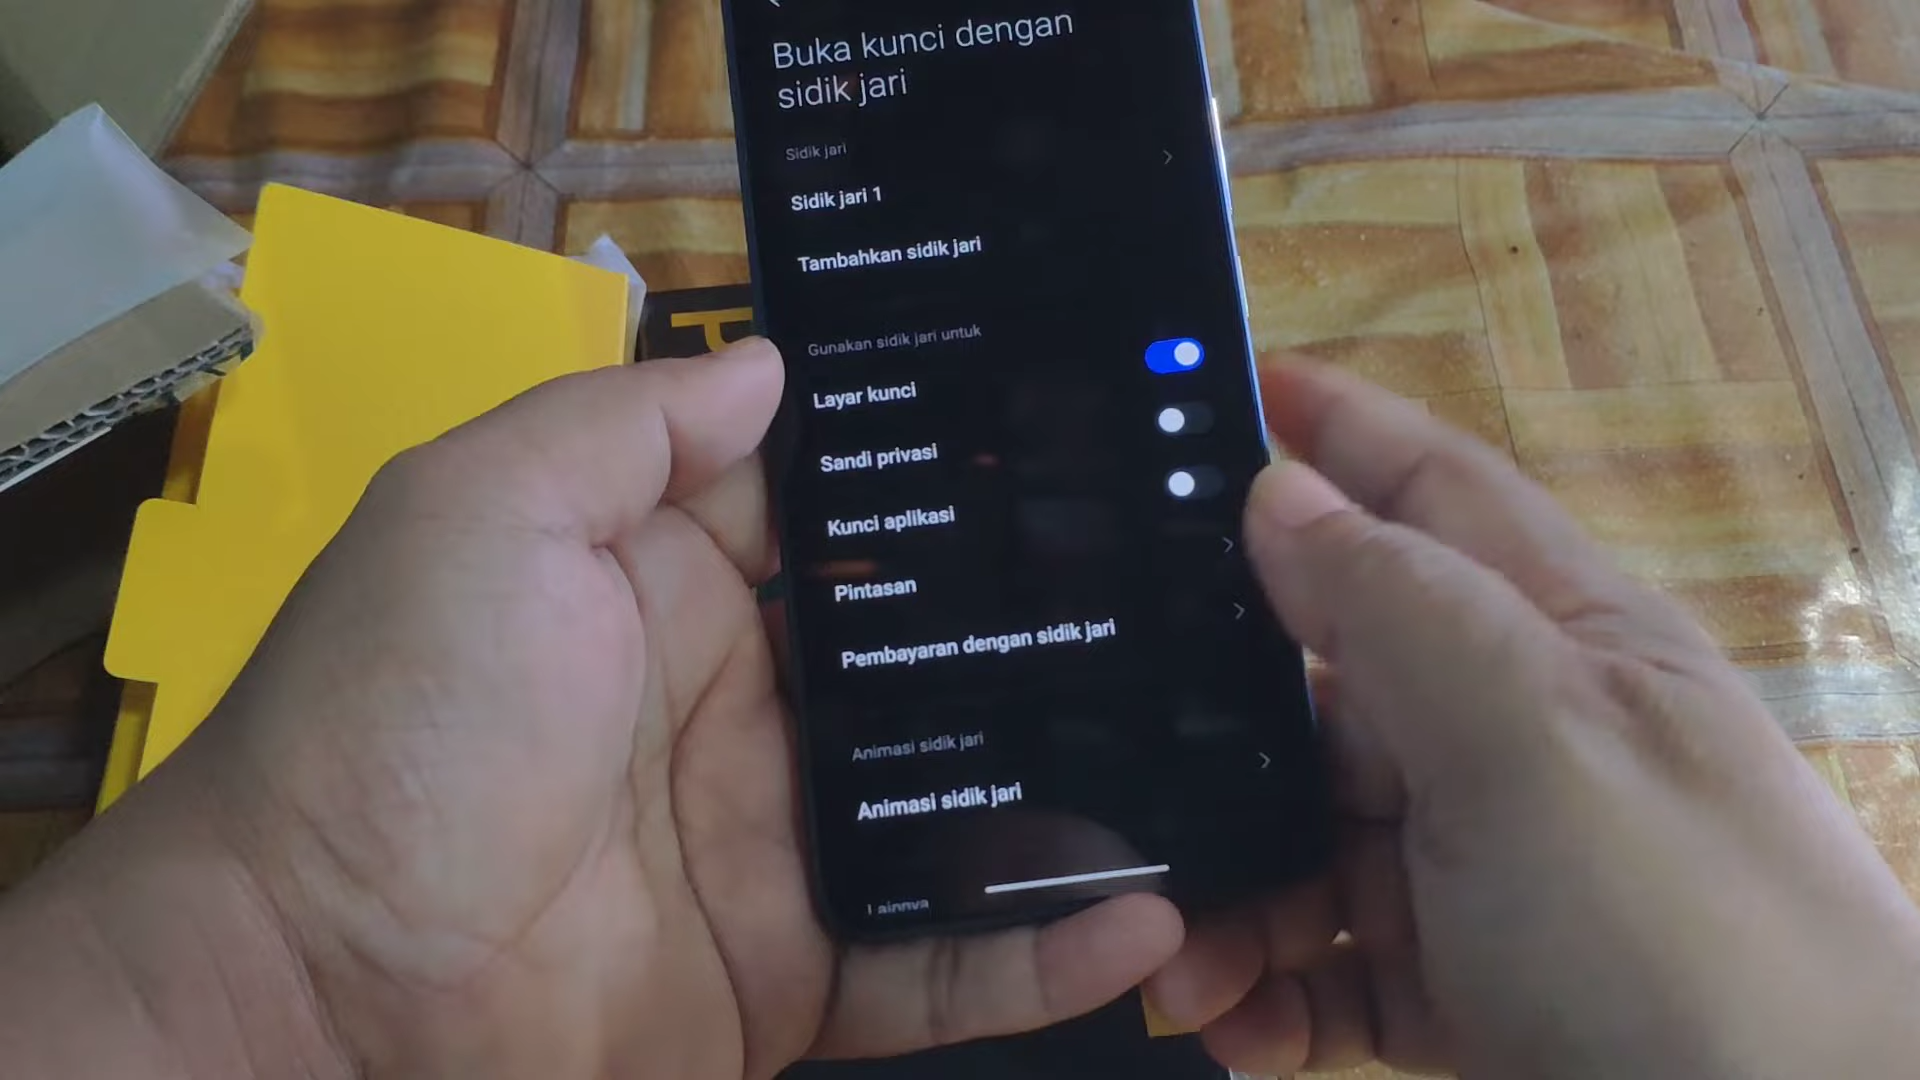 Buka kunci dengan
sidik jari
Sidik jari
Sidik jari 1
Tambahkan sidik jari
Gunakan sidik jari untuk
Layar kunci
Sandi privasi
Kunci aplikasi
Pintasan
Pembayaran dengan sidik jari
Animasi sidik jari
Animasi sidik jari
Lainnya